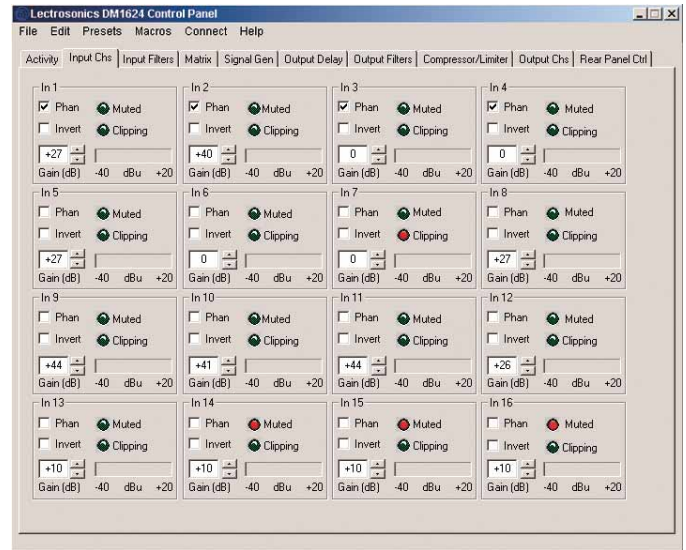 Lectrosonics DM1624 Control Panel
File Edit Presets Macros Connect Help
Activity Input Chs Input Filters Matrix Signal Gen Output Delay Output Filters Compressor/Limiter Output Chs Rear Panel Ctrl
In 1 In 2 In 3 In 4
Phan Muted Phan Muted Phan Muted Phan Muted
Invert Clipping Invert Clipping Invert Clipping Invert Clipping
+27 +40 0 0
Gain (dB) -40 dBu +20 Gain (dB) -40 dBu +20 Gain (dB) -40 dBu +20 Gain (dB) -40 dBu +20
In 5 In 6 In 7 In 8
Phan Muted Phan Muted Phan Muted Phan Muted
Invert Clipping Invert Clipping Invert Clipping Invert Clipping
+27 0 0 +27
Gain (dB) -40 dBu +20 Gain (dB) -40 dBu +20 Gain (dB) -40 dBu +20 Gain (dB) -40 dBu +20
In 9 In 10 In 11 In 12
Phan Muted Phan Muted Phan Muted Phan Muted
Invert Clipping Invert Clipping Invert Clipping Invert Clipping
+44 +41 +44 +26
Gain (dB) -40 dBu +20 Gain (dB) -40 dBu +20 Gain (dB) -40 dBu +20 Gain (dB) -40 dBu +20
In 13 In 14 In 15 In 16
Phan Muted Phan Muted Phan Muted Phan Muted
Invert Clipping Invert Clipping Invert Clipping Invert Clipping
+10 +10 +10 +10
Gain (dB) -40 dBu +20 Gain (dB) -40 dBu +20 Gain (dB) -40 dBu +20 Gain (dB) -40 dBu +20